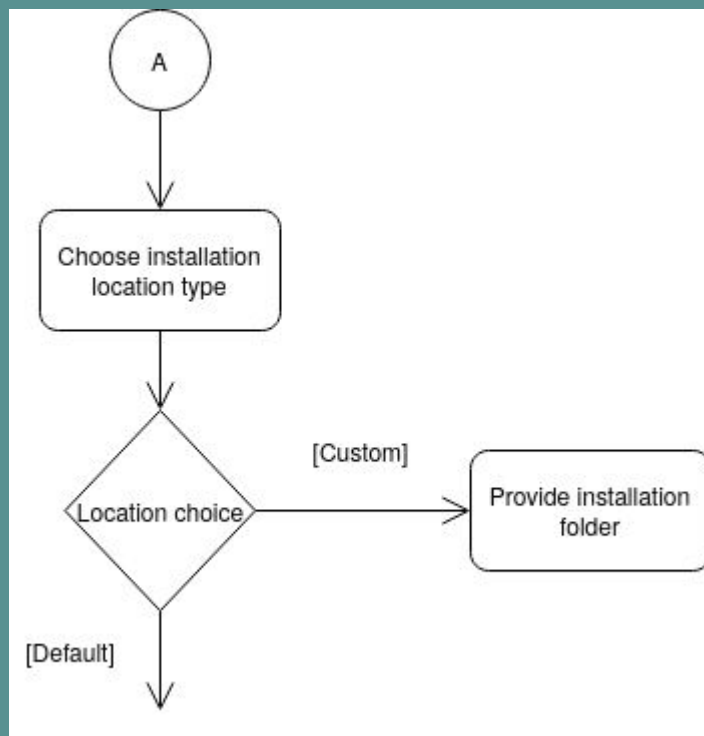 A
Choose installation
location type
[Custom]
Location choice
Provide installation
folder
[Default]